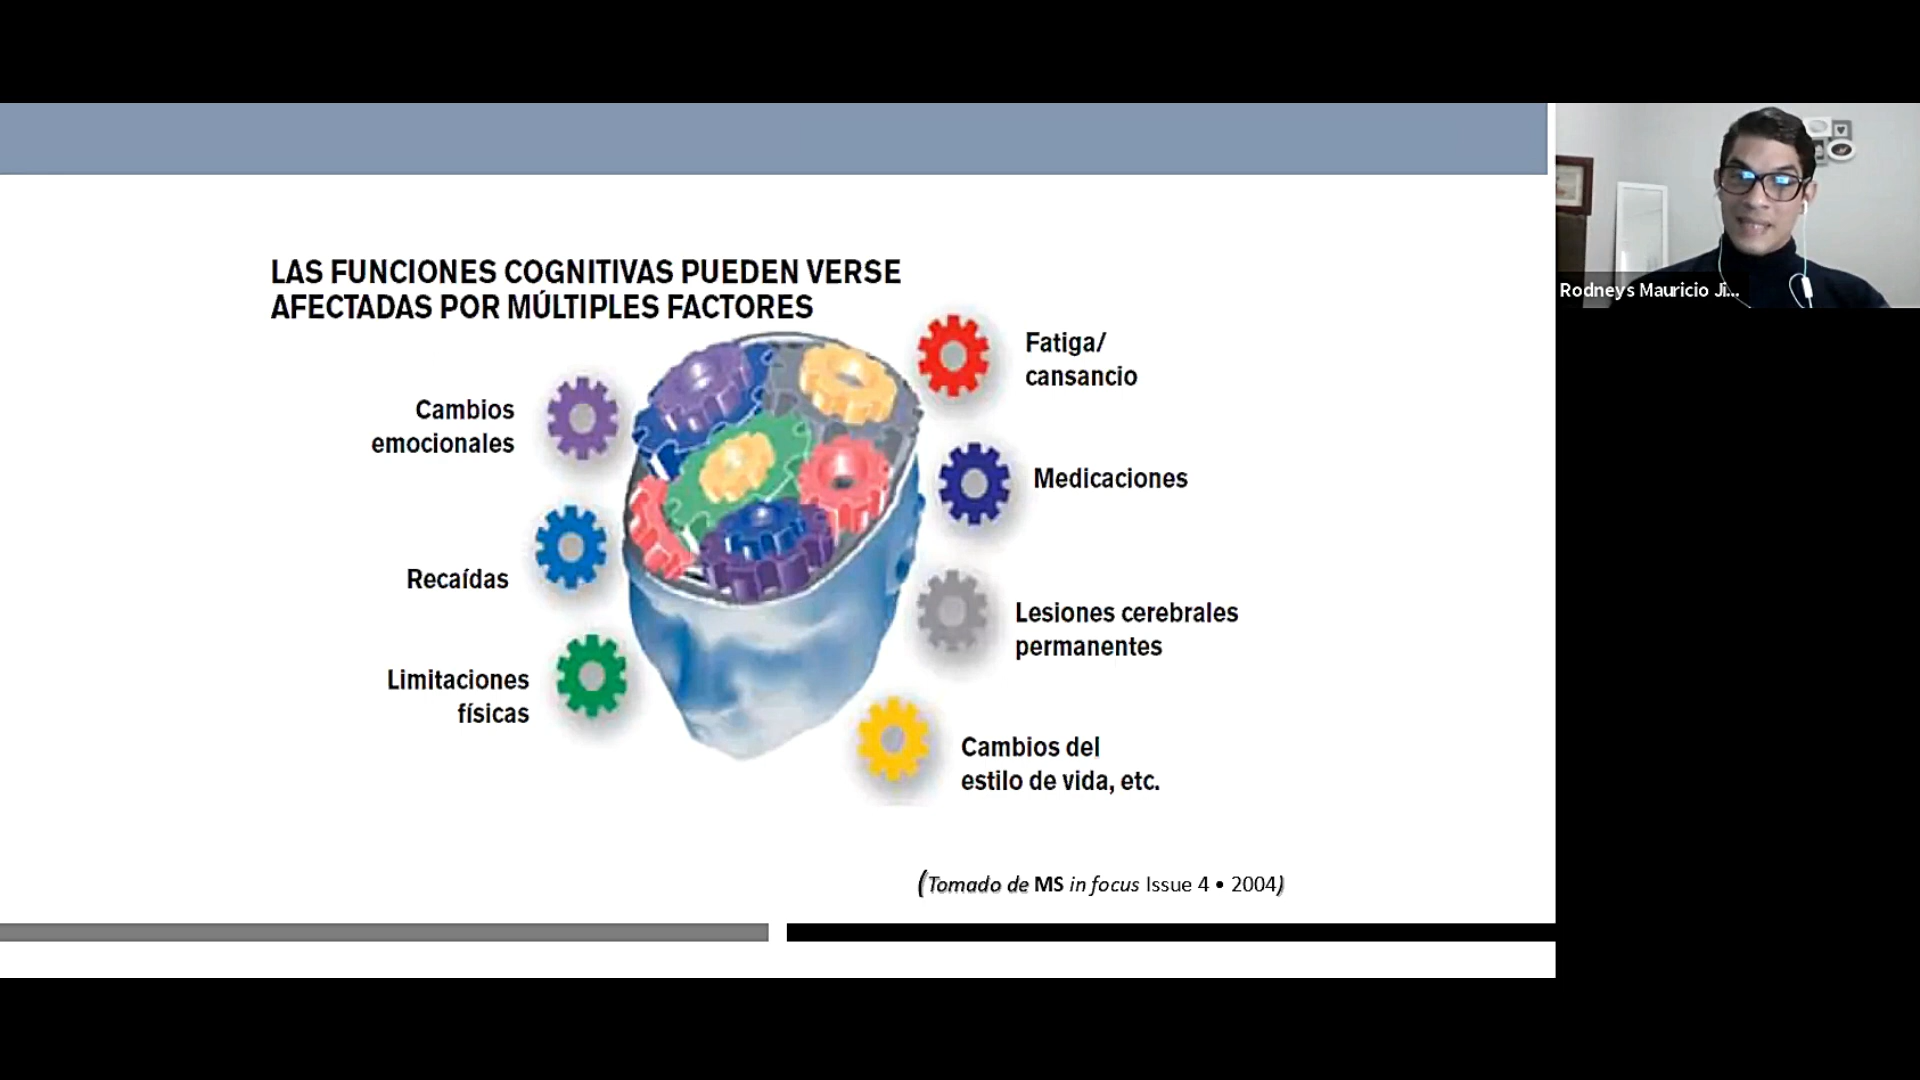 LAS FUNCIONES COGNITIVAS PUEDEN VERSE
AFECTADAS POR MÚLTIPLES FACTORES
Cambios
emocionales
Recaídas
Limitaciones
físicas
Fatiga/
cansancio
Medicaciones
Lesiones cerebrales
permanentes
Cambios del
estilo de vida, etc.
(Tomado de MS in focus Issue 4 • 2004)
Rodneys Mauricio Ji...